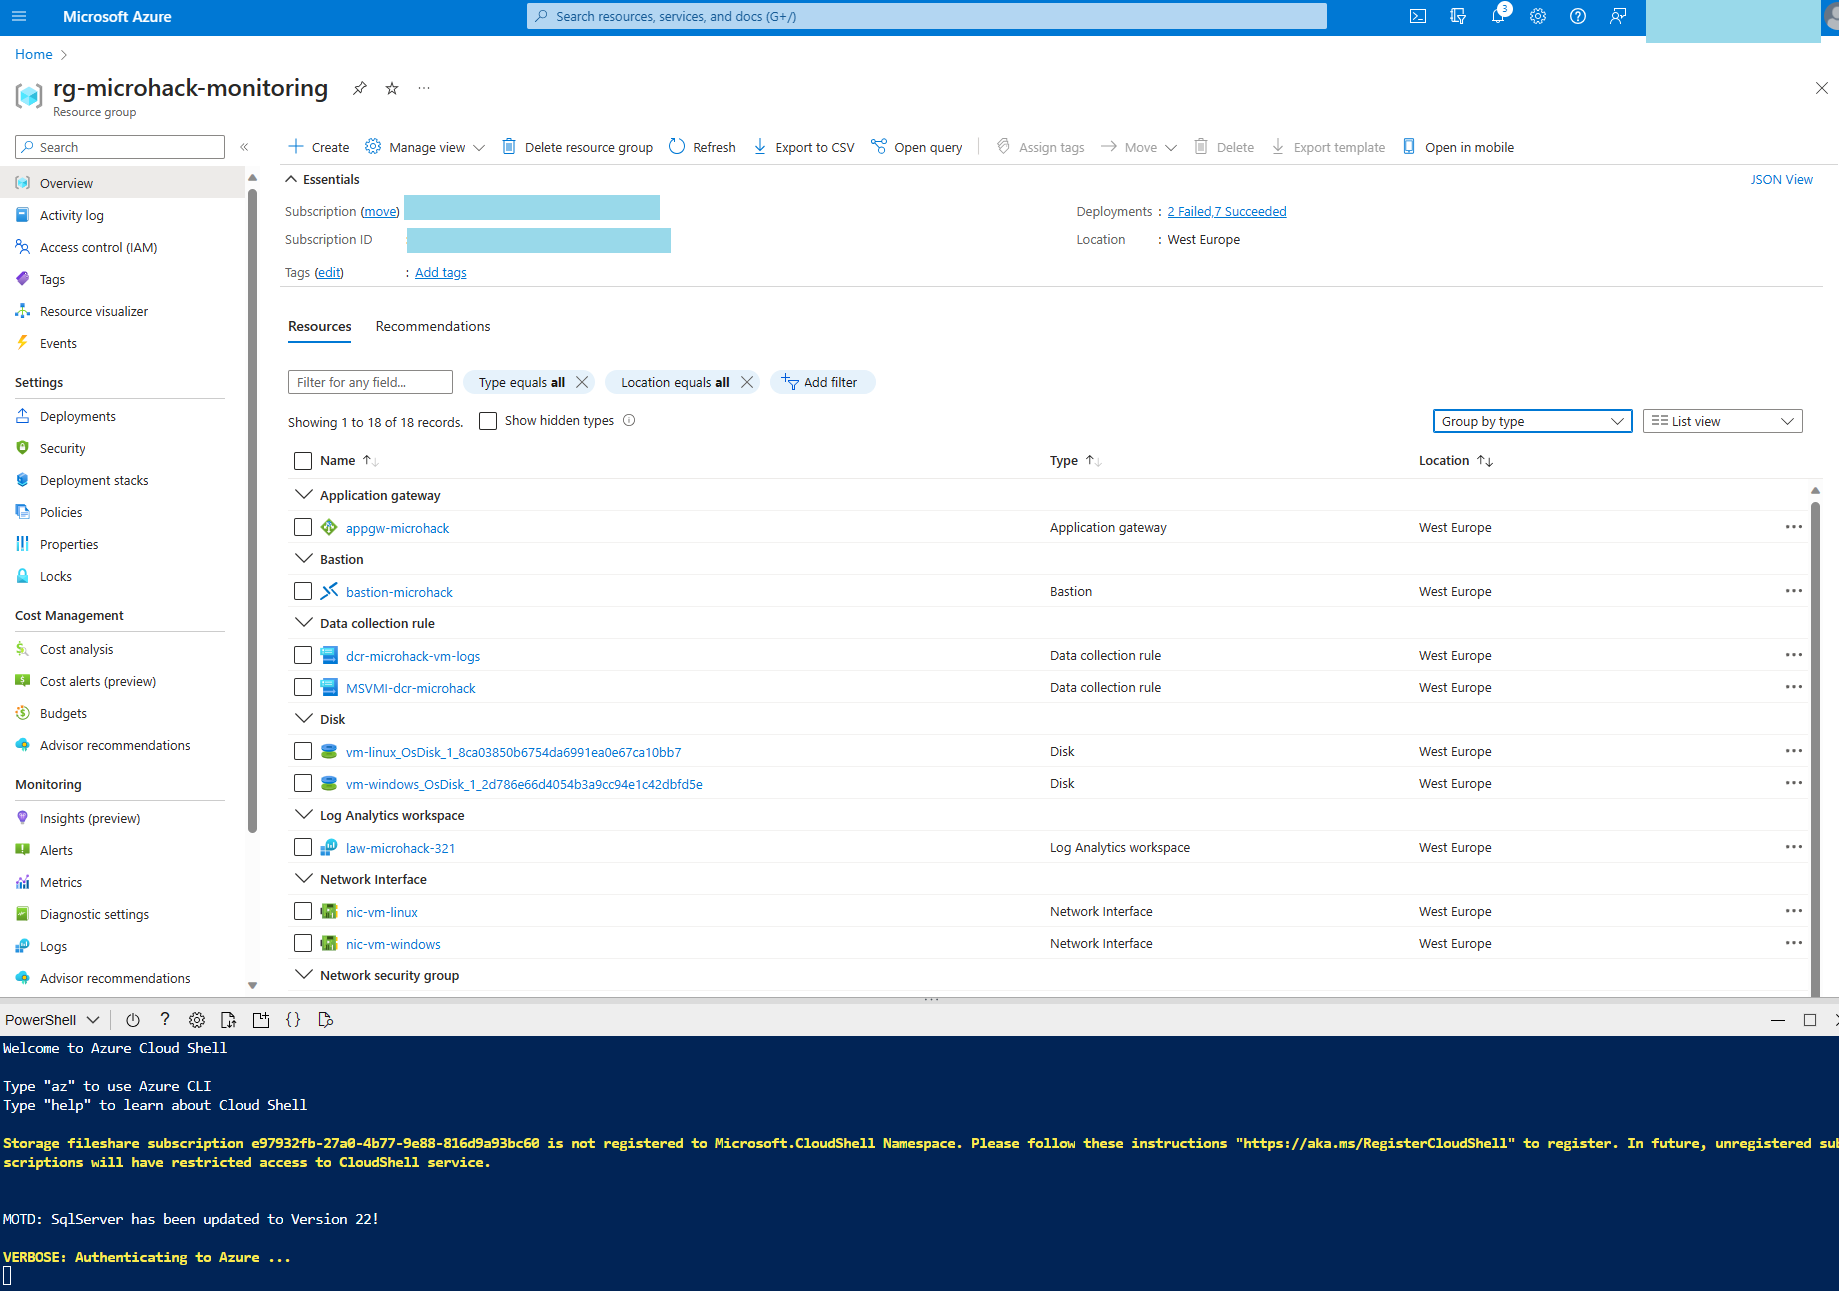 Microsoft Azure
Search resources, services, and docs (G+/)
3
Home
rg-microhack-monitoring
Resource group
Search
Create
Manage view
Delete resource group
Refresh
Export to CSV
Open query
Assign tags
Move
Delete
Export template
Open in mobile
Overview
Activity log
Access control (IAM)
Tags
Resource visualizer
Events
Settings
Deployments
Security
Deployment stacks
Policies
Properties
Locks
Cost Management
Cost analysis
Cost alerts (preview)
Budgets
Advisor recommendations
Monitoring
Insights (preview)
Alerts
Metrics
Diagnostic settings
Logs
Advisor recommendations
Essentials
JSON View
Subscription (move)
Deployments : 2 Failed,7 Succeeded
Subscription ID
Location : West Europe
Tags (edit) : Add tags
Resources Recommendations
Filter for any field...
Type equals all
Location equals all
Add filter
Showing 1 to 18 of 18 records.
Show hidden types
Group by type
List view
Name Type Location
Application gateway
appgw-microhack Application gateway West Europe
Bastion
bastion-microhack Bastion West Europe
Data collection rule
dcr-microhack-vm-logs Data collection rule West Europe
MSVMI-dcr-microhack Data collection rule West Europe
Disk
vm-linux_OsDisk_1_8ca03850b6754da6991ea0e67ca10bb7 Disk West Europe
vm-windows_OsDisk_1_2d786e66d4054b3a9cc94e1c42dbfd5e Disk West Europe
Log Analytics workspace
law-microhack-321 Log Analytics workspace West Europe
Network Interface
nic-vm-linux Network Interface West Europe
nic-vm-windows Network Interface West Europe
Network security group
PowerShell
Welcome to Azure Cloud Shell
Type "az" to use Azure CLI
Type "help" to learn about Cloud Shell
Storage fileshare subscription e97932fb-27a0-4b77-9e88-816d9a93bc60 is not registered to Microsoft.CloudShell Namespace. Please follow these instructions "https://aka.ms/RegisterCloudShell" to register. In future, unregistered sub
scriptions will have restricted access to CloudShell service.
MOTD: SqlServer has been updated to Version 22!
VERBOSE: Authenticating to Azure ...